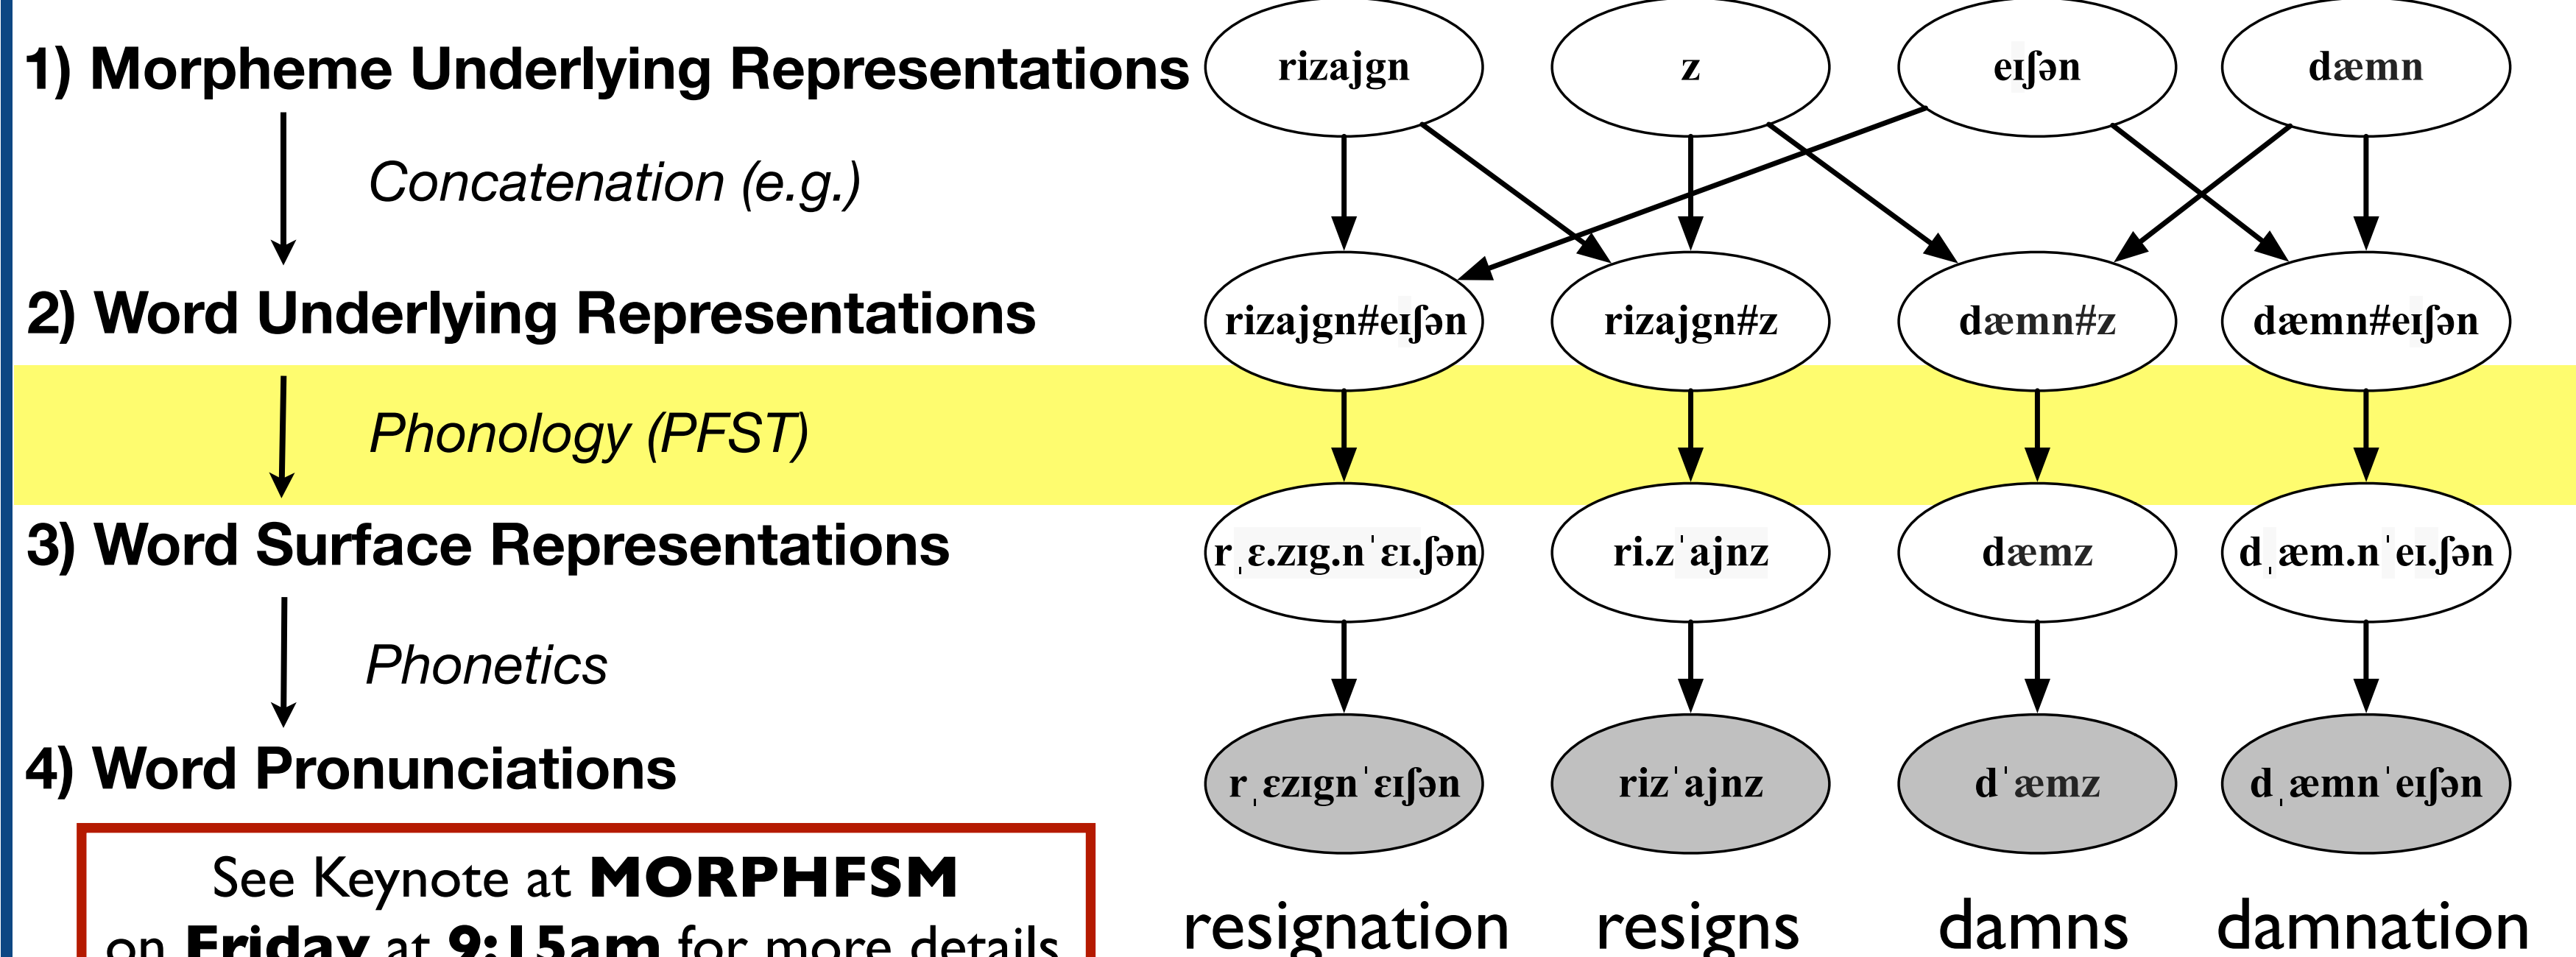 1) Morpheme Underlying Representations
rizajgn z eɪʃən dæmn
Concatenation (e.g.)
2) Word Underlying Representations
rizajgn#eɪʃən rizajgn#z dæmn#z dæmn#eɪʃən
Phonology (PFST)
3) Word Surface Representations
rˌɛ.zɪg.nˈɛɪ.ʃən ri.zˈajnz dæmz dˌæm.nˈeɪ.ʃən
Phonetics
4) Word Pronunciations
rˌɛzɪgnˈɛɪʃən rizˈajnz dˈæmz dˌæmnˈeɪʃən
See Keynote at MORPHFSM
on Friday at 9:15am for more details
resignation resigns damns damnation